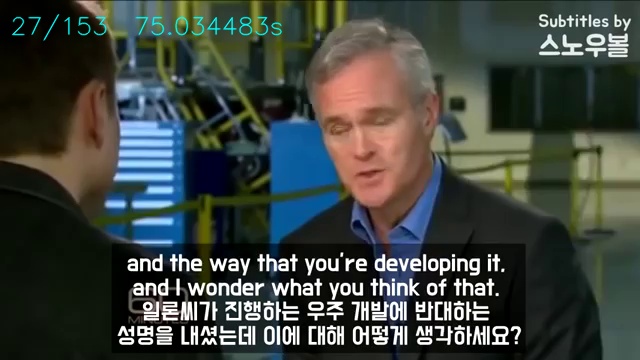 27/153 75.034483s
Subtitles by
스노우볼
and the way that you're developing it,
and I wonder what you think of that.
일론씨가 진행하는 우주 개발에 반대하는
성명을 내셨는데 이에 대해 어떻게 생각하세요?